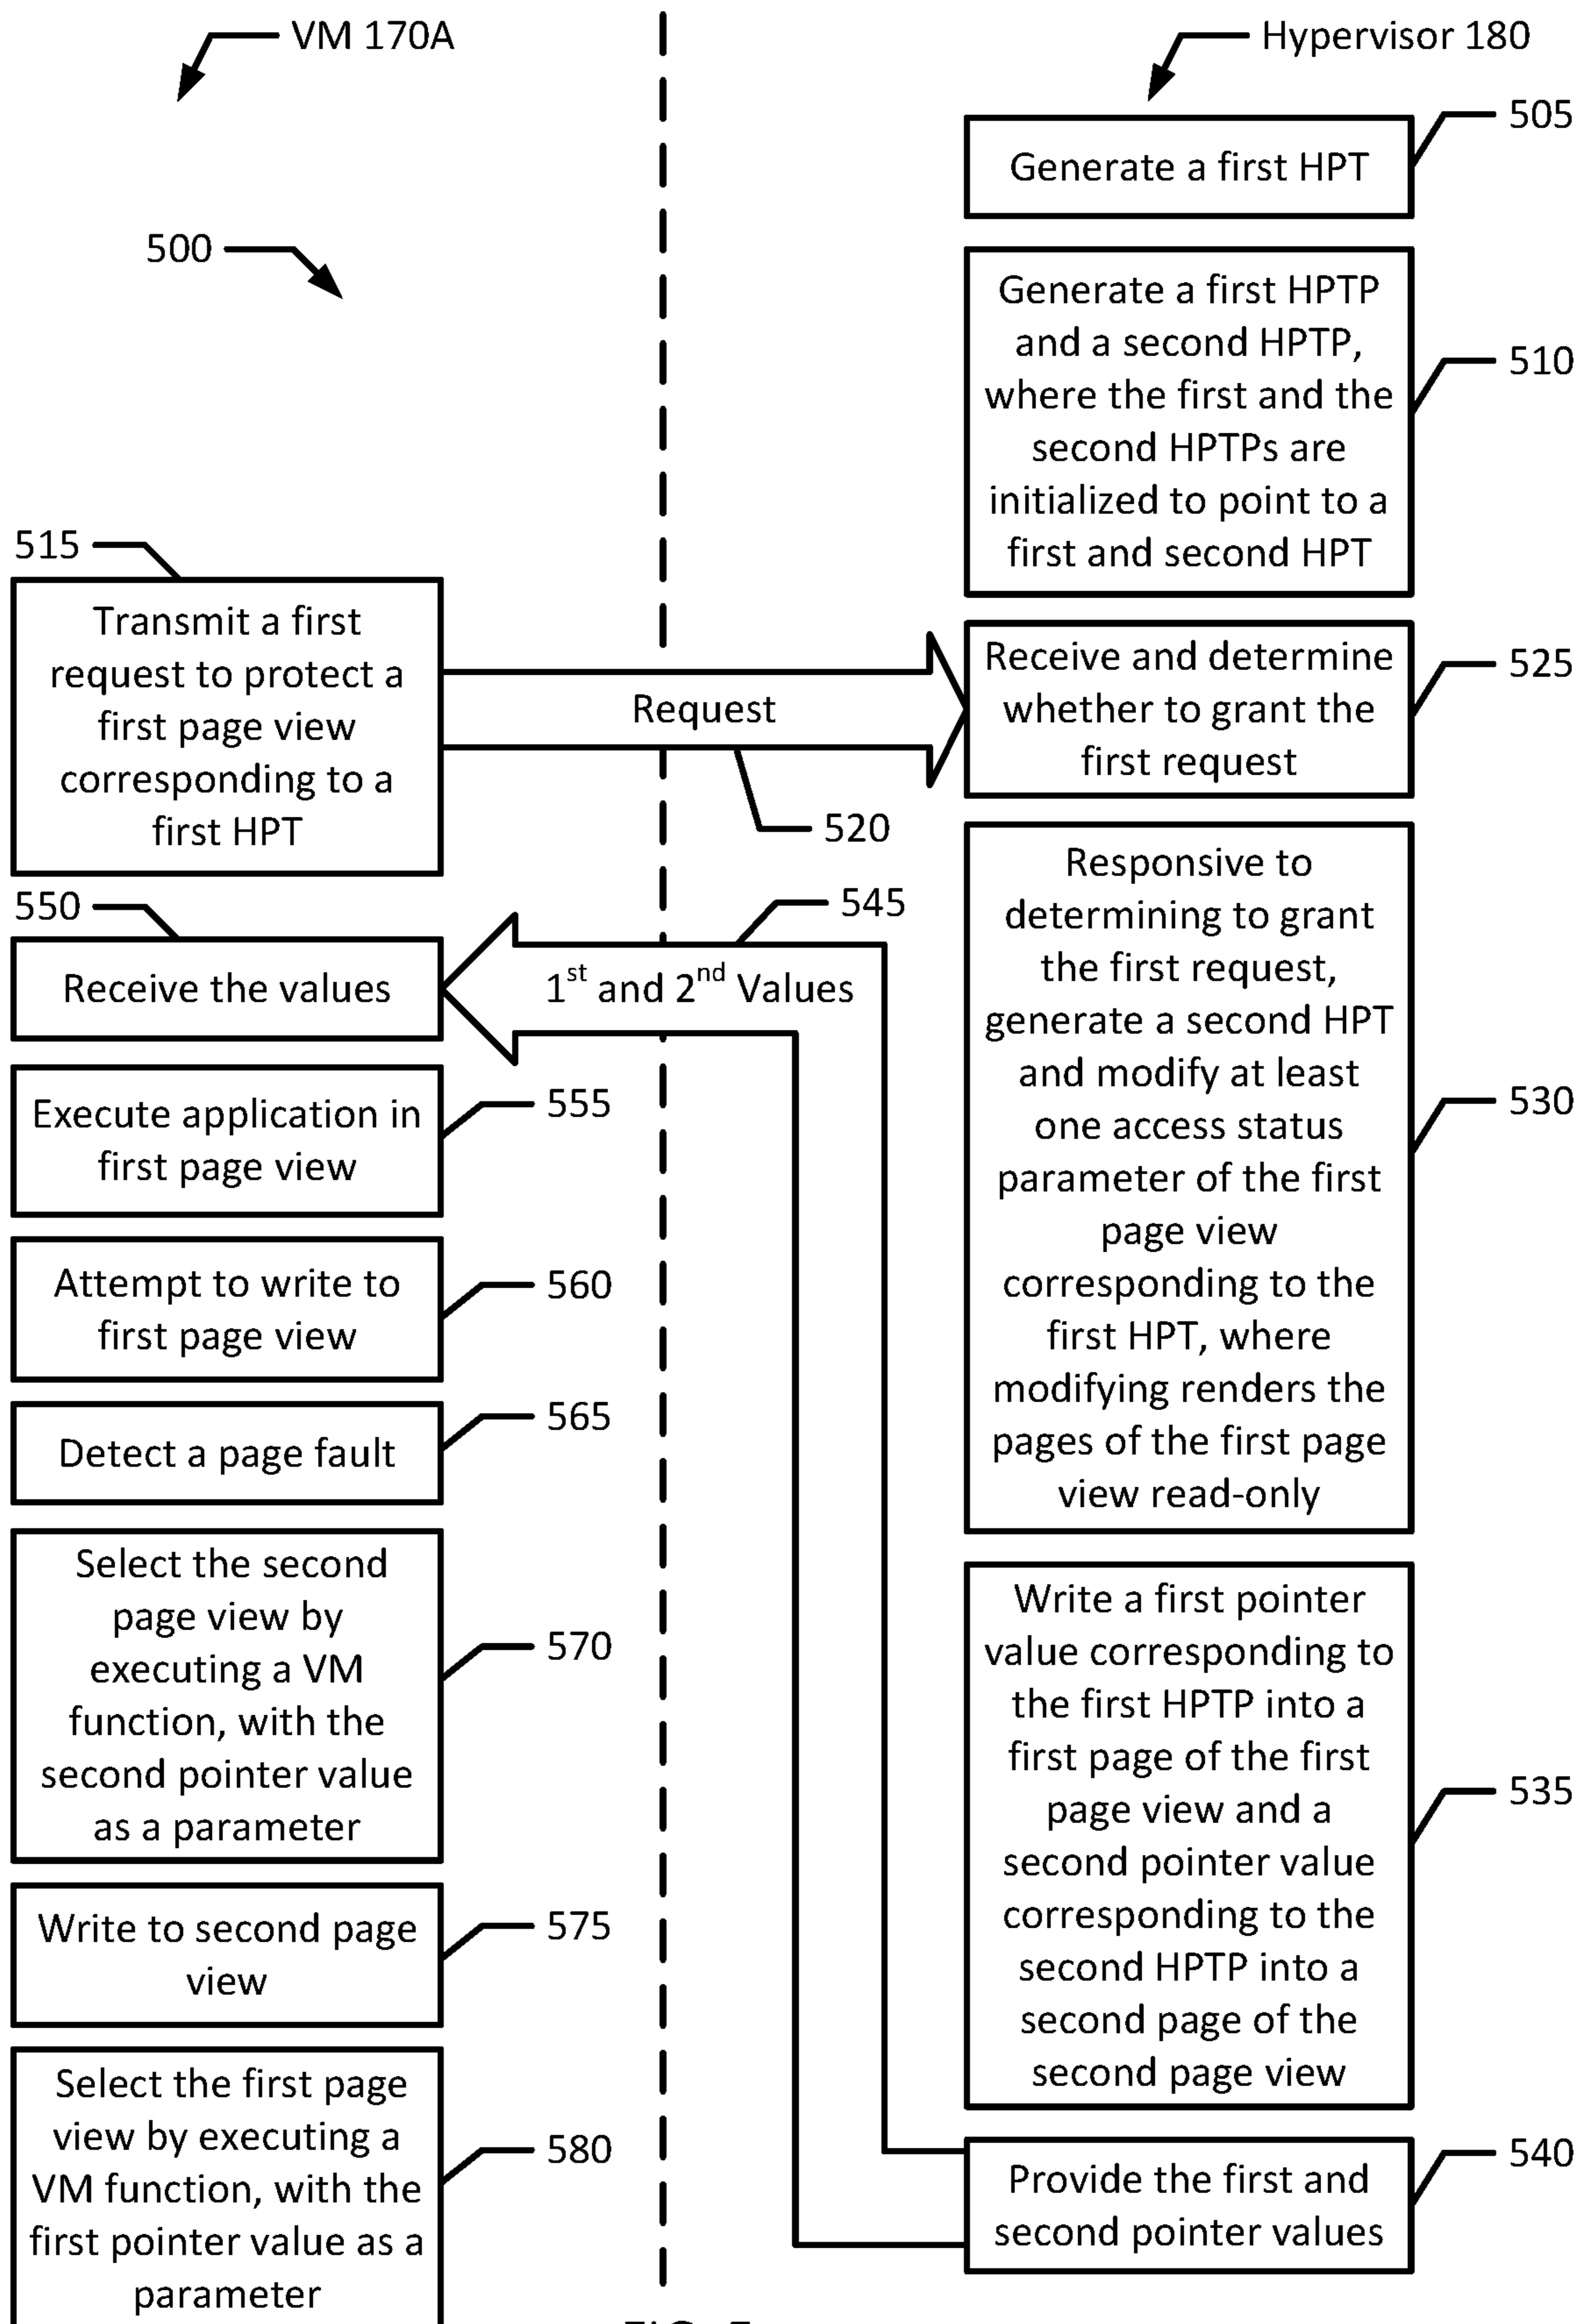 VM 170A
Hypervisor 180
500
505
Generate a first HPT
510
Generate a first HPTP
and a second HPTP,
where the first and the
second HPTPs are
initialized to point to a
first and second HPT
515
Transmit a first
request to protect a
first page view
corresponding to a
first HPT
Request
520
525
Receive and determine
whether to grant the
first request
530
Responsive to
determining to grant
the first request,
generate a second HPT
and modify at least
one access status
parameter of the first
page view
corresponding to the
first HPT, where
modifying renders the
pages of the first page
view read-only
535
Write a first pointer
value corresponding to
the first HPTP into a
first page of the first
page view and a
second pointer value
corresponding to the
second HPTP into a
second page of the
second page view
540
Provide the first and
second pointer values
545
1st and 2nd Values
550
Receive the values
555
Execute application in
first page view
560
Attempt to write to
first page view
565
Detect a page fault
570
Select the second
page view by
executing a VM
function, with the
second pointer value
as a parameter
575
Write to second page
view
580
Select the first page
view by executing a
VM function, with the
first pointer value as a
parameter